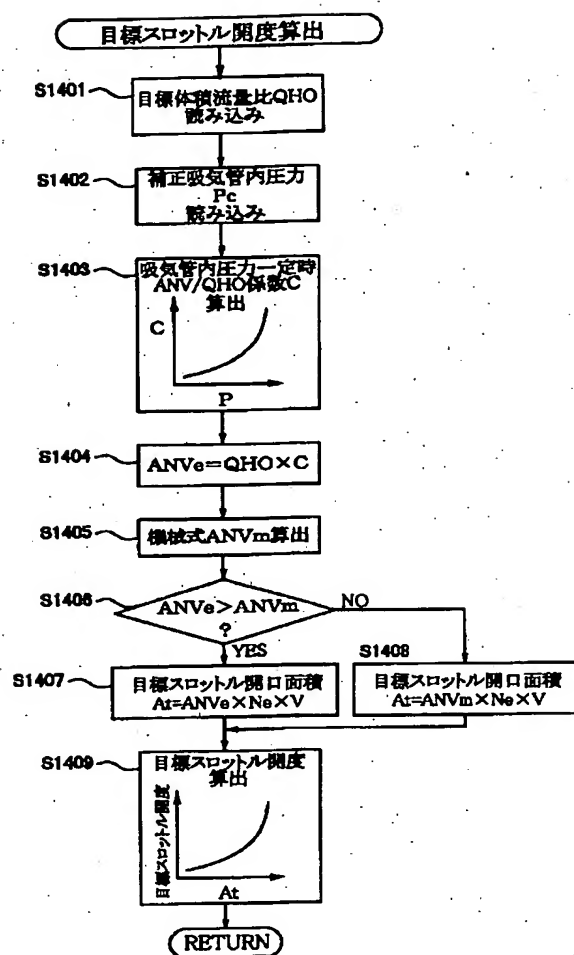 目標スロットル開度算出
S1401
目標体積流量比QHO
読み込み
S1402
補正吸気管内圧力
Pc
読み込み
S1403
吸気管内圧力一定時
ANV/QHO係数C
算出
C
P
S1404
ANVe=QHO×C
S1405
機械式ANVm算出
S1406
ANVe>ANVm
?
NO
YES
S1407
目標スロットル開口面積
At=ANVe×Ne×V
S1408
目標スロットル開口面積
At=ANVm×Ne×V
S1409
目標スロットル開度
算出
目標スロットル開度
At
RETURN